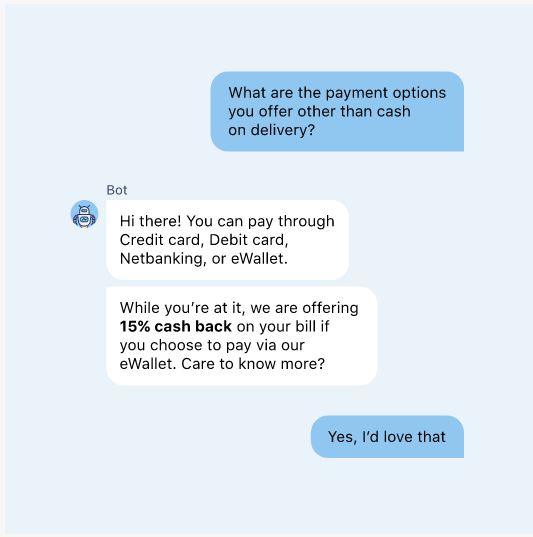 What are the payment options
you offer other than cash
on delivery?
Bot
Hi there! You can pay through
Credit card, Debit card,
Netbanking, or eWallet.
While you’re at it, we are offering
15% cash back on your bill if
you choose to pay via our
eWallet. Care to know more?
Yes, I’d love that